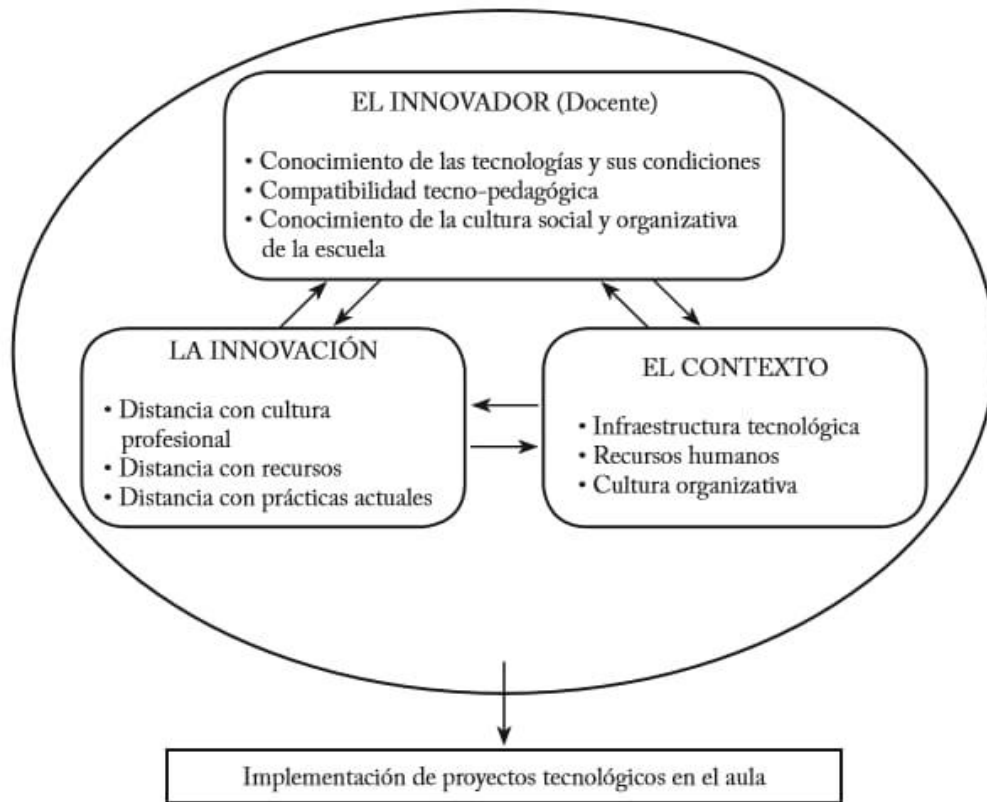 EL INNOVADOR (Docente)
• Conocimiento de las tecnologías y sus condiciones
• Compatibilidad tecno-pedagógica
• Conocimiento de la cultura social y organizativa
de la escuela
LA INNOVACIÓN
• Distancia con cultura
profesional
• Distancia con recursos
• Distancia con prácticas actuales
EL CONTEXTO
• Infraestructura tecnológica
• Recursos humanos
• Cultura organizativa
Implementación de proyectos tecnológicos en el aula